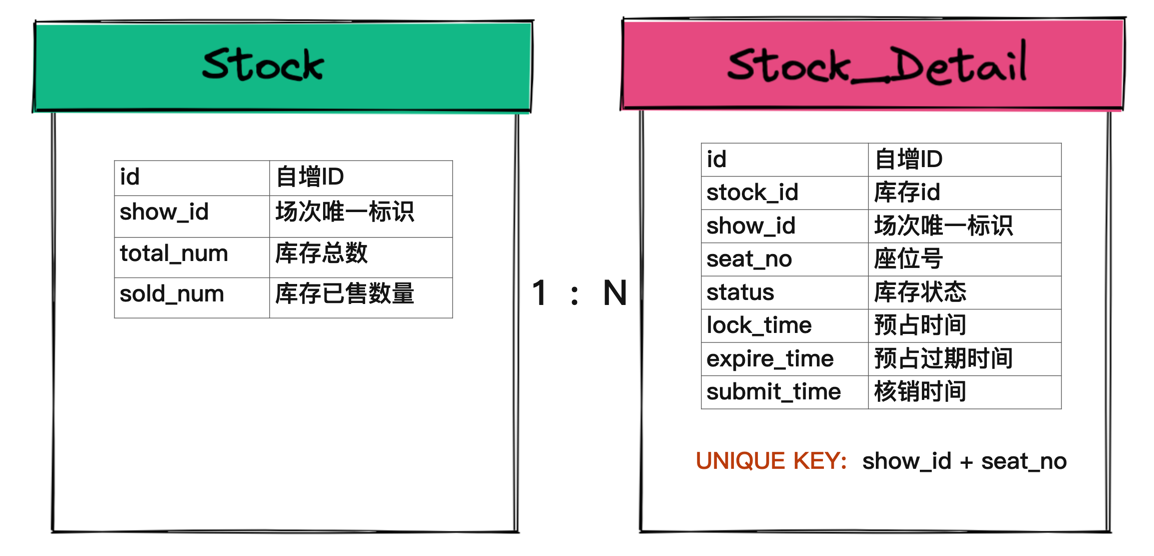 Stock
id 自增ID
show_id 场次唯一标识
total_num 库存总数
sold_num 库存已售数量
1 : N
Stock_Detail
id 自增ID
stock_id 库存id
show_id 场次唯一标识
seat_no 座位号
status 库存状态
lock_time 预占时间
expire_time 预占过期时间
submit_time 核销时间
UNIQUE KEY: show_id + seat_no